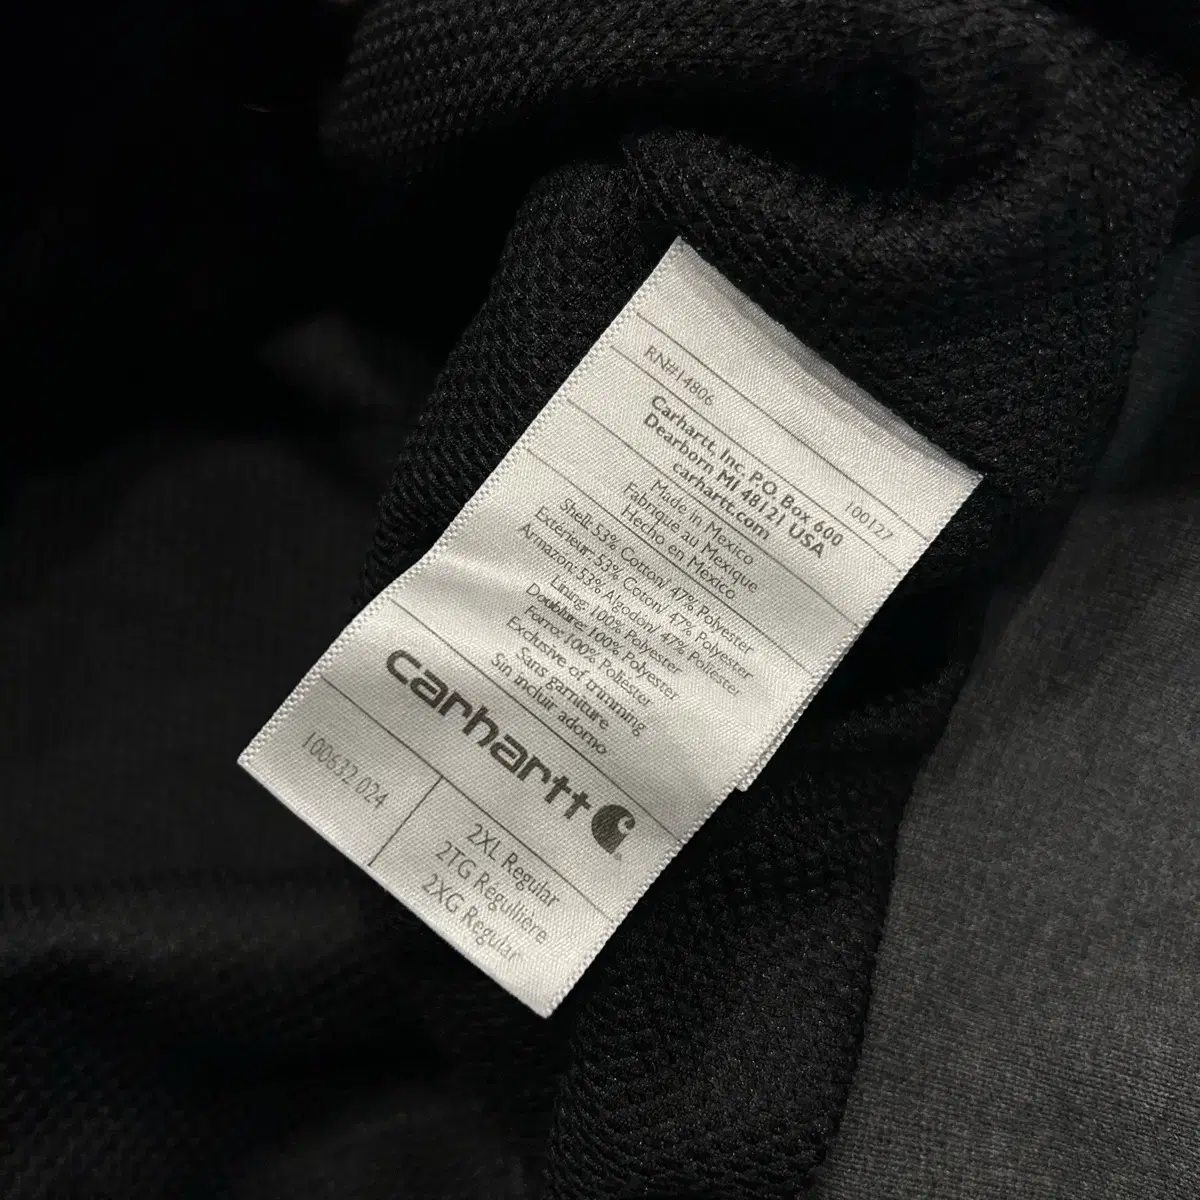 RN#14806 100127
Carhartt, Inc. P.O. Box 600
Dearborn MI 48121 USA
carhartt.com
Made in Mexico
Fabrique au Mexique
Hecho en Mexico
Shell: 53% Cotton/ 47% Polyester
Extérieur: 53% Coton/ 47% Polyester
Armazon: 53% Algodon/ 47% Poliester
Lining: 100% Polyester
Doublure: 100% Polyester
Forro: 100% Poliéster
Exclusive of trimming
Sans garniture
Sin incluir adorno
carhartt
100632 024
2XL Regular
2TG Regullière
2XG Regular